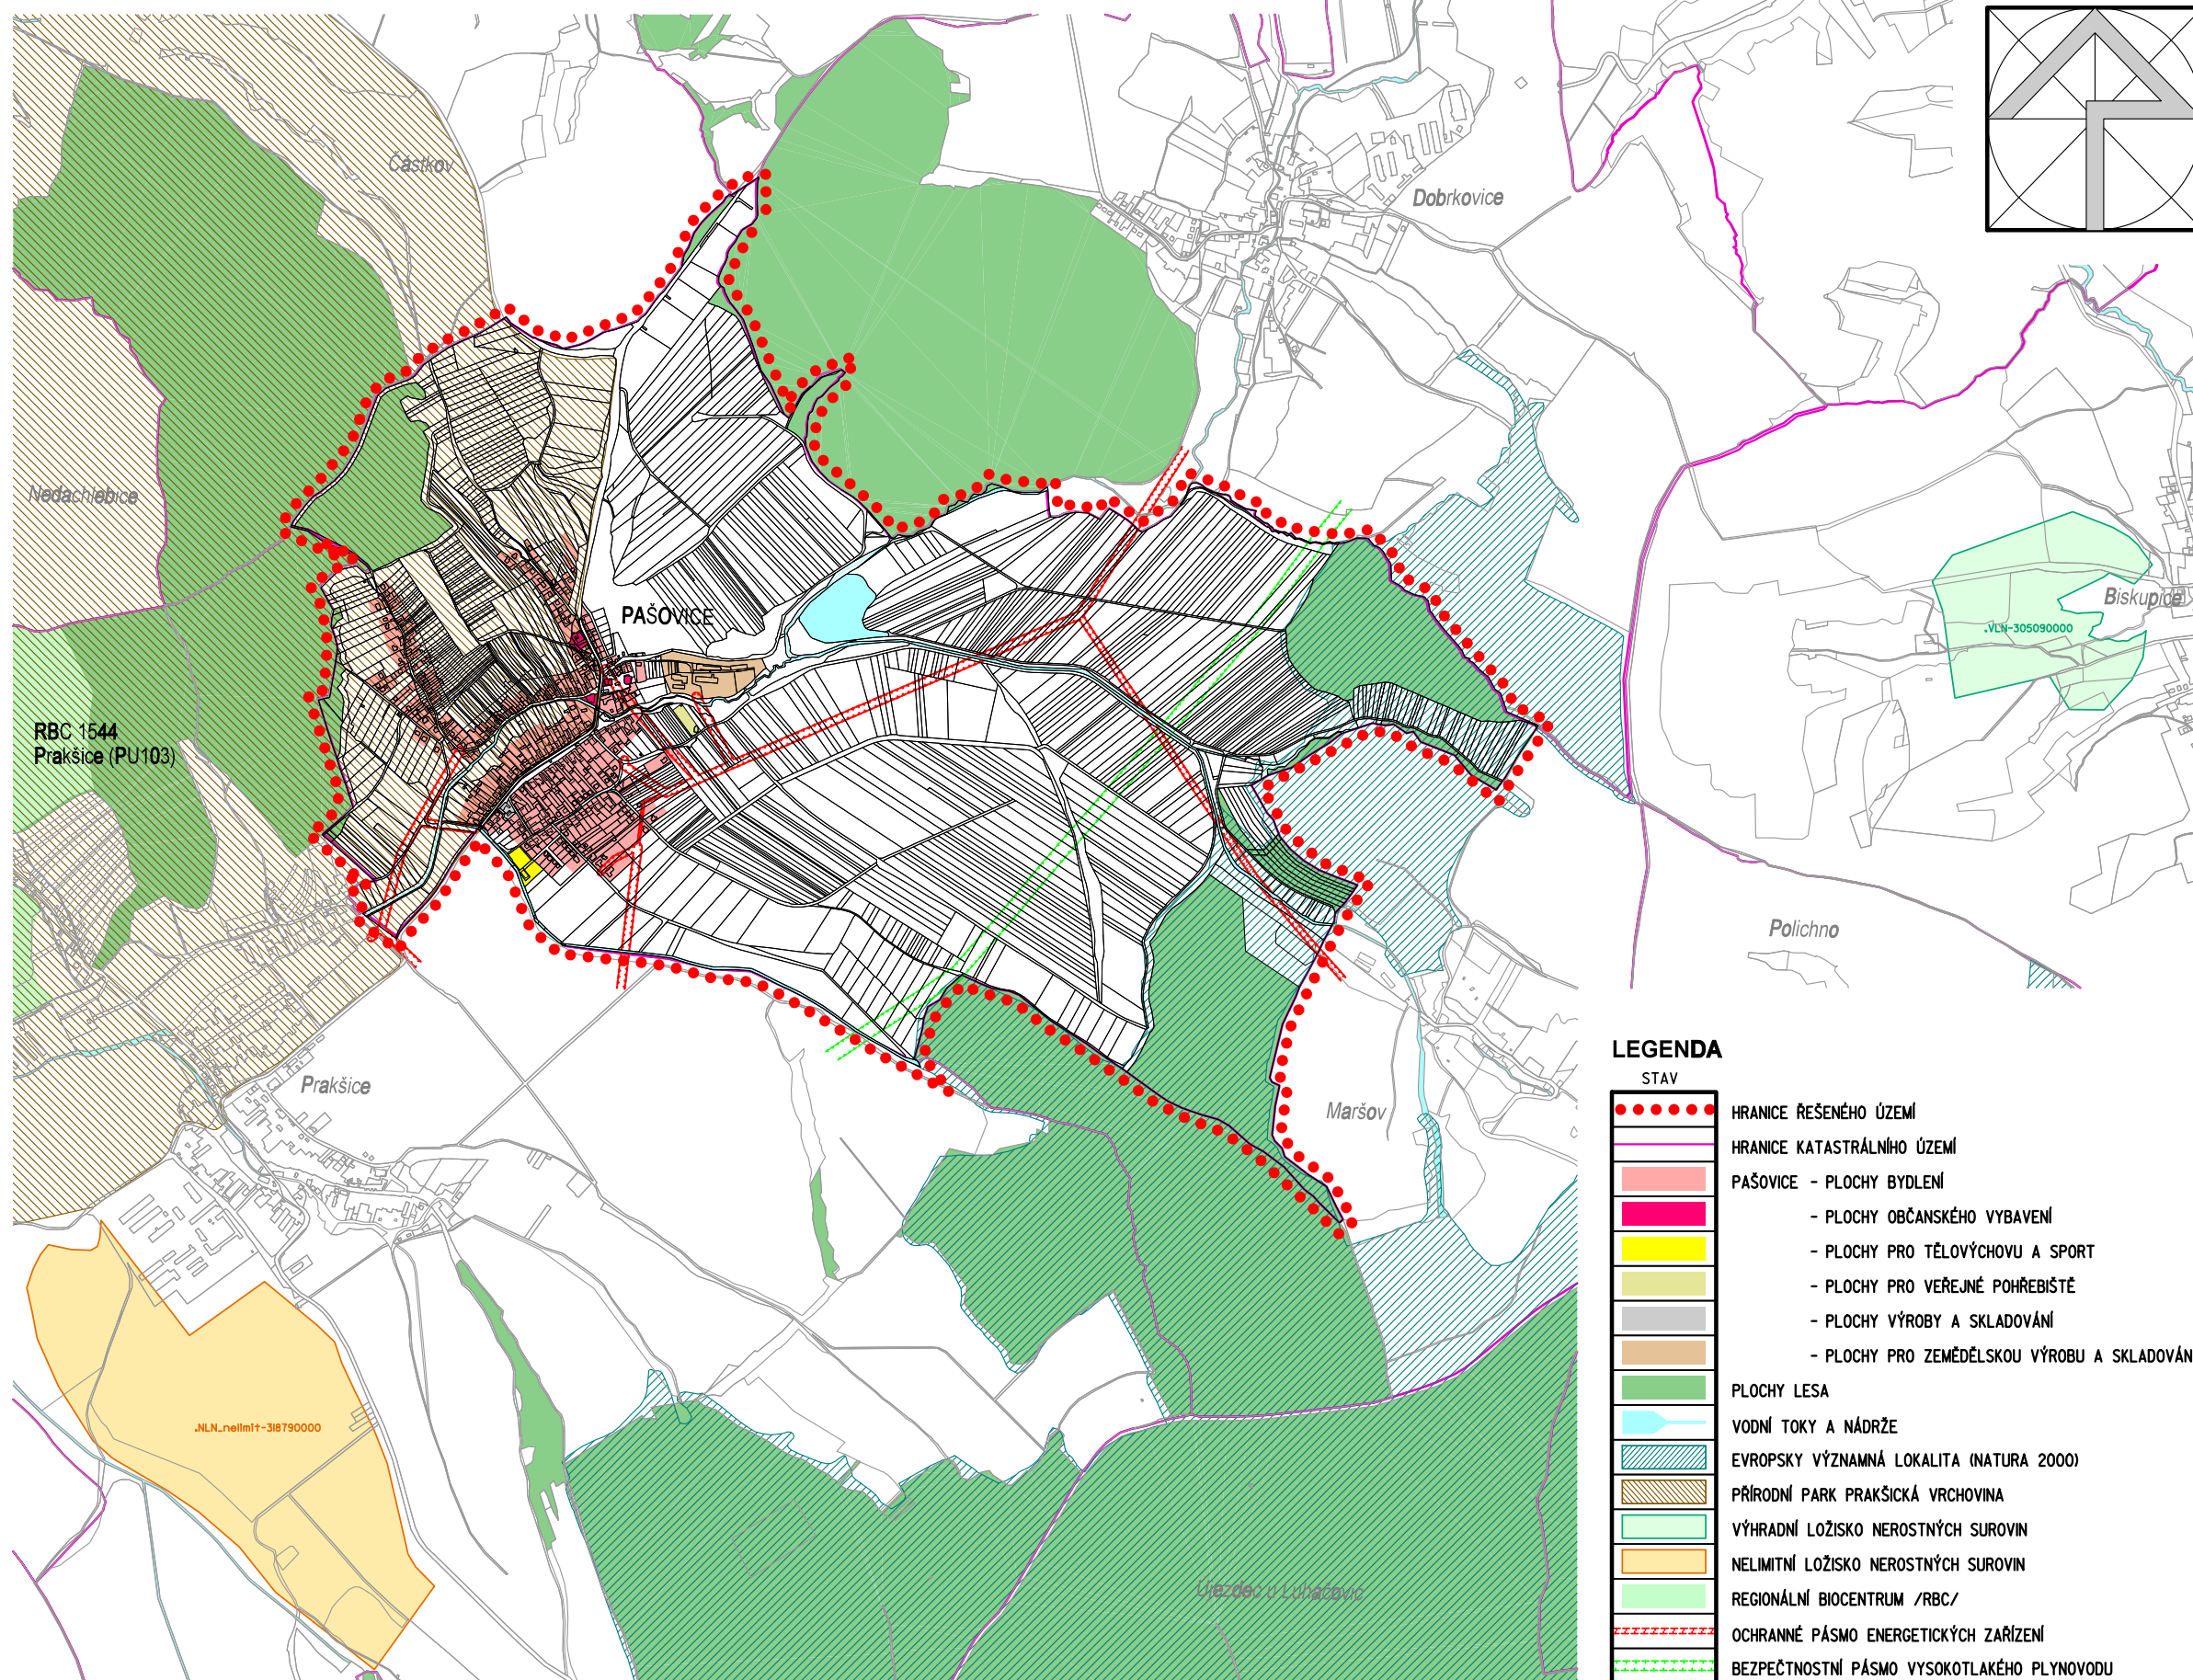 Částkov
Dobrkovice
Nedachlebice
PAŠOVICE
Biskupice
.VLN-305090000
RBC 1544
Prakšice (PU103)
Polichno
Prakšice
Maršov
.NLN_nelimit-318790000
Újezdec u Luhačovic
LEGENDA
STAV
HRANICE ŘEŠENÉHO ÚZEMÍ
HRANICE KATASTRÁLNÍHO ÚZEMÍ
PAŠOVICE - PLOCHY BYDLENÍ
- PLOCHY OBČANSKÉHO VYBAVENÍ
- PLOCHY PRO TĚLOVÝCHOVU A SPORT
- PLOCHY PRO VEŘEJNÉ POHŘEBIŠTĚ
- PLOCHY VÝROBY A SKLADOVÁNÍ
- PLOCHY PRO ZEMĚDĚLSKOU VÝROBU A SKLADOVÁN
PLOCHY LESA
VODNÍ TOKY A NÁDRŽE
EVROPSKY VÝZNAMNÁ LOKALITA (NATURA 2000)
PŘÍRODNÍ PARK PRAKŠICKÁ VRCHOVINA
VÝHRADNÍ LOŽISKO NEROSTNÝCH SUROVIN
NELIMITNÍ LOŽISKO NEROSTNÝCH SUROVIN
REGIONÁLNÍ BIOCENTRUM /RBC/
OCHRANNÉ PÁSMO ENERGETICKÝCH ZAŘÍZENÍ
BEZPEČTNOSTNÍ PÁSMO VYSOKOTLAKÉHO PLYNOVODU